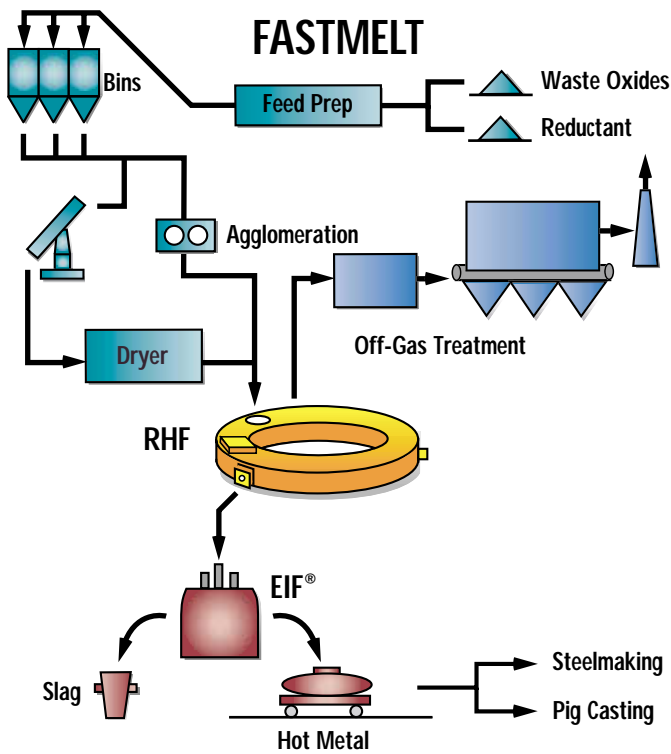 FASTMELT
Bins
Feed Prep
Waste Oxides
Reductant
Agglomeration
Dryer
Off-Gas Treatment
RHF
EIF®
Slag
Hot Metal
Steelmaking
Pig Casting